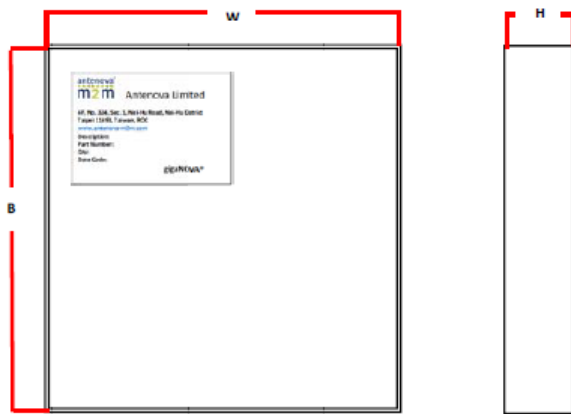 W
H
B
antenova®
m2m Antenova Limited
4F, No. 324, Sec. 1, Nei-Hu Road, Nei-Hu District
Taipei 11493, Taiwan, ROC
www.antenova-m2m.com
Description:
Part Number:
Qty:
Date Code:
gigaNOVA®